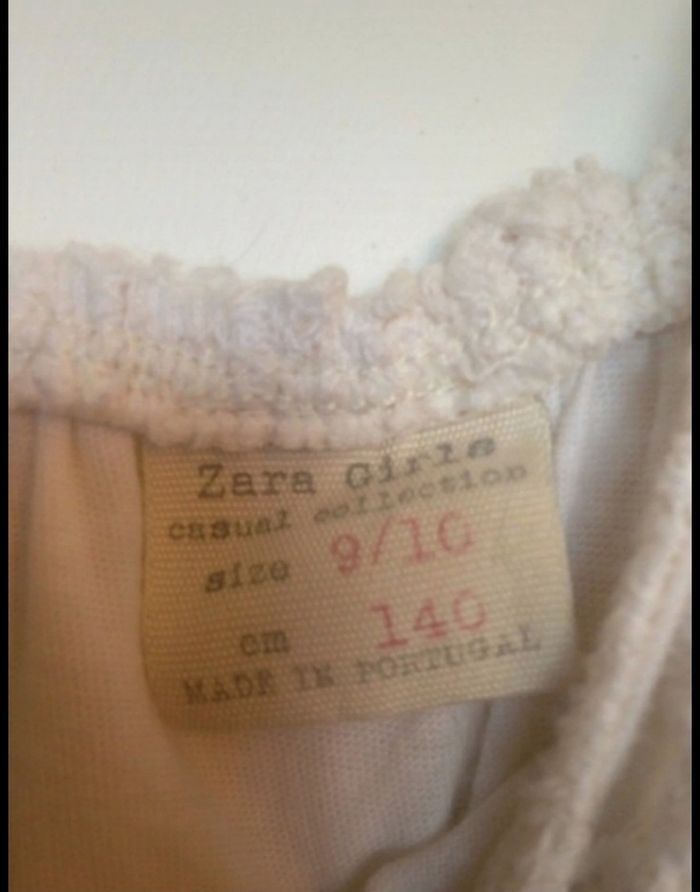 Zara Girls
casual collection
size 9/10
cm 140
MADE IN PORTUGAL